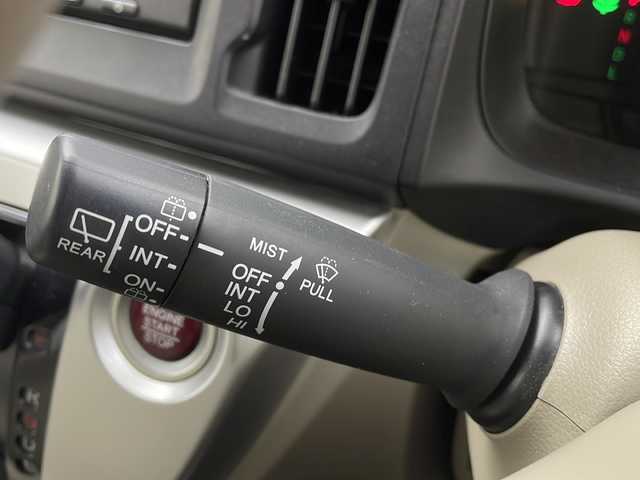 REAR
OFF
INT
ON
MIST
OFF
INT
LO
HI
PULL
ENGINE
START
STOP
R
N
D